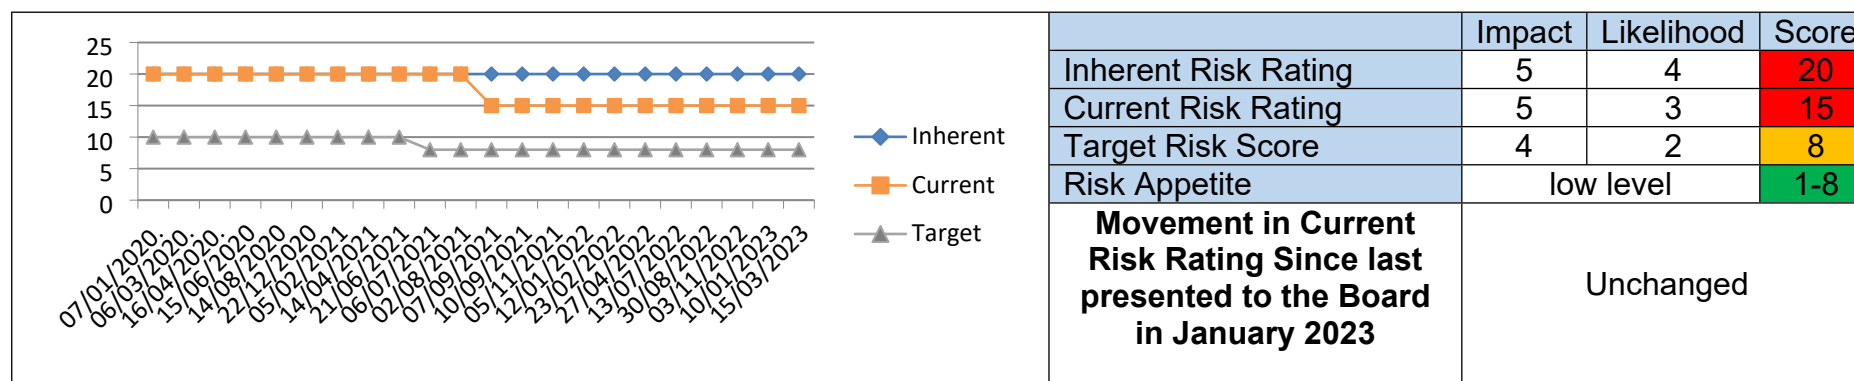 25
20
15
10
5
0
07/01/2020.
06/03/2020.
16/04/2020.
15/06/2020
14/08/2020
22/12/2020
05/02/2021
14/04/2021
21/06/2021
06/07/2021
02/08/2021
07/09/2021
10/09/2021
05/11/2021
12/01/2022
23/02/2022
27/04/2022
13/07/2022
30/08/2022
03/11/2022
10/01/2023
15/03/2023
Inherent
Current
Target
Impact Likelihood Score
Inherent Risk Rating 5 4 20
Current Risk Rating 5 3 15
Target Risk Score 4 2 8
Risk Appetite low level 1-8
Movement in Current
Risk Rating Since last
presented to the Board
in January 2023
Unchanged